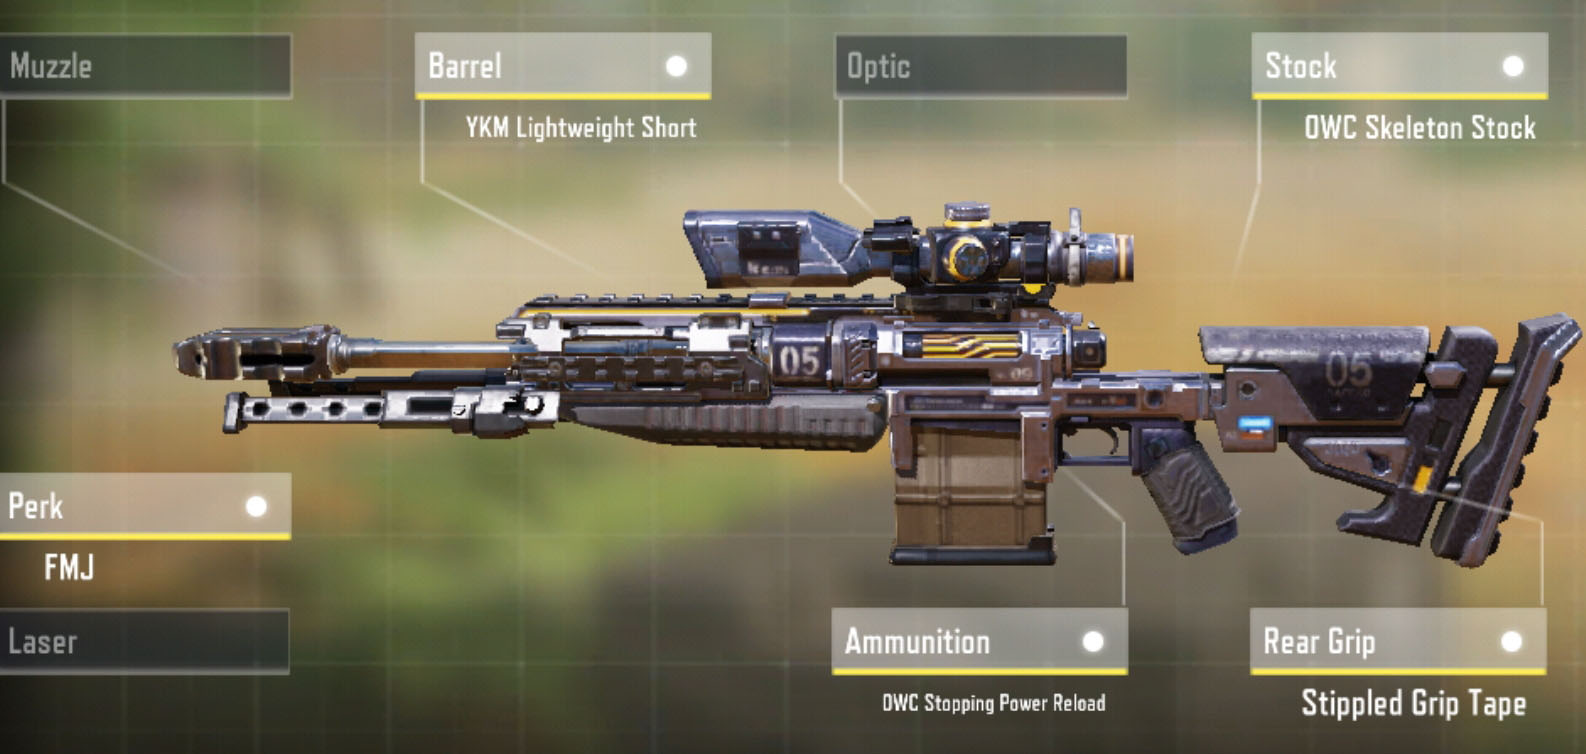 Muzzle
Barrel
YKM Lightweight Short
Optic
Stock
OWC Skeleton Stock
05
05
Perk
FMJ
Laser
Ammunition
OWC Stopping Power Reload
Rear Grip
Stippled Grip Tape